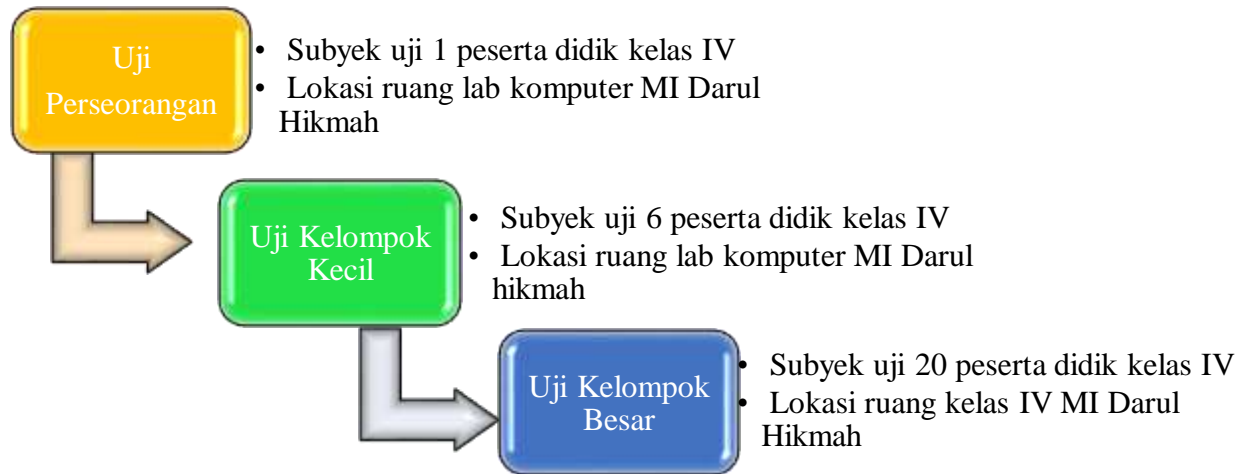 Uji
Perseorangan
• Subyek uji 1 peserta didik kelas IV
• Lokasi ruang lab komputer MI Darul
Hikmah
Uji Kelompok
Kecil
• Subyek uji 6 peserta didik kelas IV
• Lokasi ruang lab komputer MI Darul
hikmah
Uji Kelompok
Besar
• Subyek uji 20 peserta didik kelas IV
• Lokasi ruang kelas IV MI Darul
Hikmah